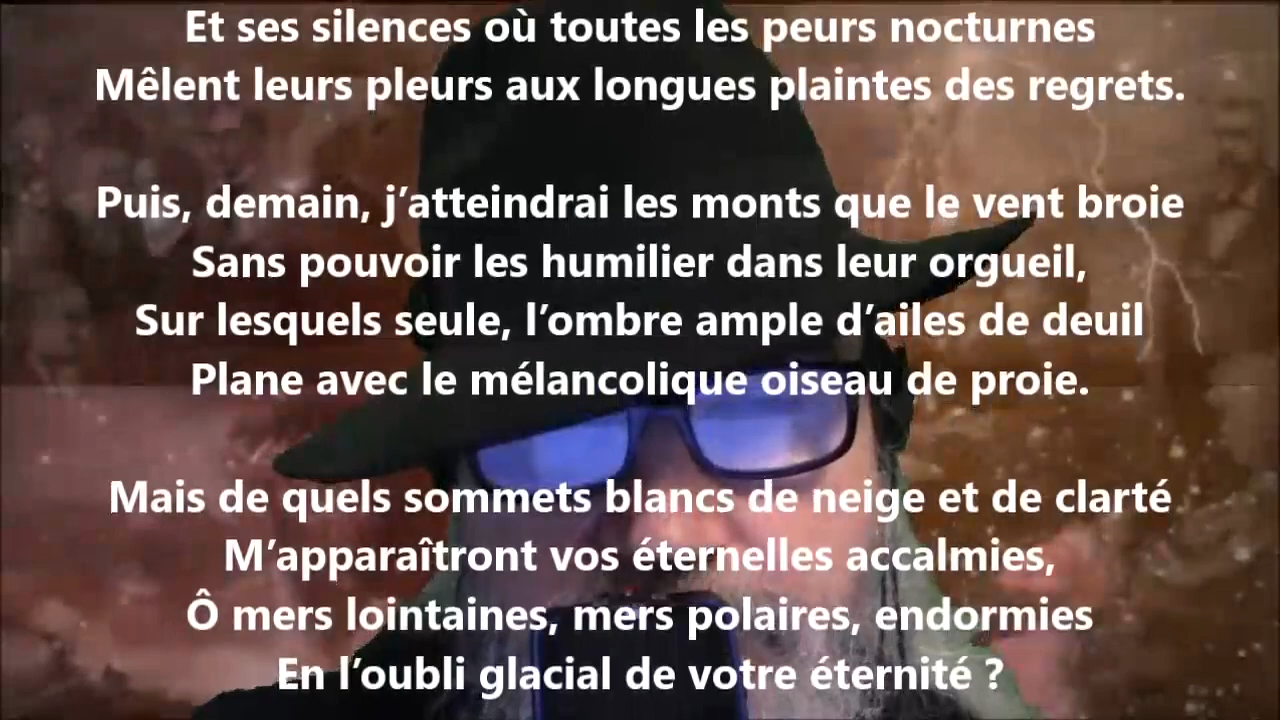 Et ses silences où toutes les peurs nocturnes
Mêlent leurs pleurs aux longues plaintes des regrets.
Puis, demain, j’atteindrai les monts que le vent broie
Sans pouvoir les humilier dans leur orgueil,
Sur lesquels seule, l’ombre ample d’ailes de deuil
Plane avec le mélancolique oiseau de proie.
Mais de quels sommets blancs de neige et de clarté
M’apparaîtront vos éternelles accalmies,
Ô mers lointaines, mers polaires, endormies
En l’oubli glacial de votre éternité ?